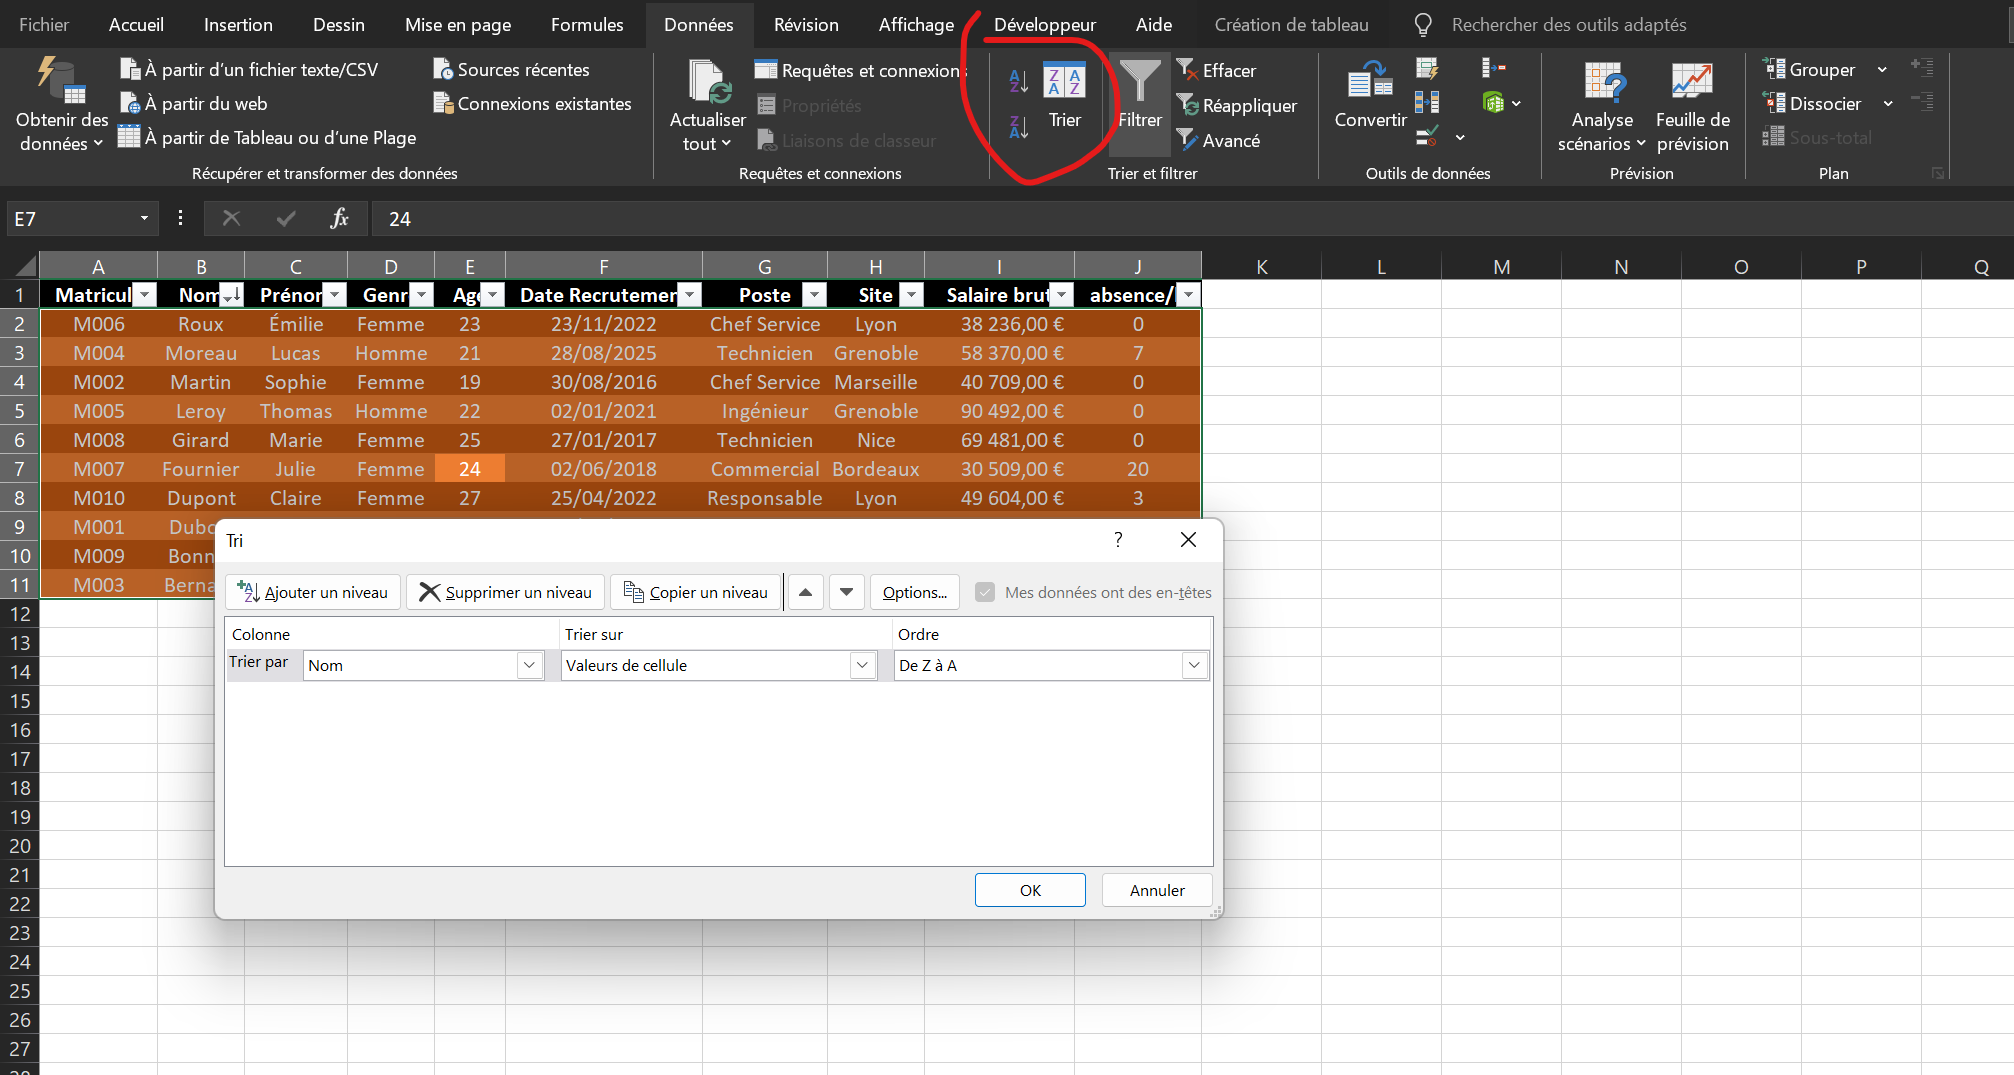 Fichier Accueil Insertion Dessin Mise en page Formules Données Révision Affichage Développeur Aide Création de tableau Rechercher des outils adaptés
Obtenir des données
À partir d'un fichier texte/CSV
À partir du web
À partir de Tableau ou d'une Plage
Sources récentes
Connexions existantes
Récupérer et transformer des données
Actualiser tout
Requêtes et connexions
Propriétés
Liaisons de classeur
Requêtes et connexions
Trier
Filtrer
Effacer
Réappliquer
Avancé
Trier et filtrer
Convertir
Outils de données
Analyse scénarios
Feuille de prévision
Prévision
Grouper
Dissocier
Sous-total
Plan
E7 fx 24
A B C D E F G H I J K L M N O P Q
1 Matricul Nom Prénor Genr Age Date Recrutemer Poste Site Salaire brut absence/
2 M006 Roux Émilie Femme 23 23/11/2022 Chef Service Lyon 38 236,00 € 0
3 M004 Moreau Lucas Homme 21 28/08/2025 Technicien Grenoble 58 370,00 € 7
4 M002 Martin Sophie Femme 19 30/08/2016 Chef Service Marseille 40 709,00 € 0
5 M005 Leroy Thomas Homme 22 02/01/2021 Ingénieur Grenoble 90 492,00 € 0
6 M008 Girard Marie Femme 25 27/01/2017 Technicien Nice 69 481,00 € 0
7 M007 Fournier Julie Femme 24 02/06/2018 Commercial Bordeaux 30 509,00 € 20
8 M010 Dupont Claire Femme 27 25/04/2022 Responsable Lyon 49 604,00 € 3
9 M001 Dubo
10 M009 Bonn
11 M003 Berna
12
13
14
15
16
17
18
19
20
21
22
23
24
25
26
27
28
Tri ?
Ajouter un niveau Supprimer un niveau Copier un niveau Options... Mes données ont des en-têtes
Colonne Trier sur Ordre
Trier par Nom Valeurs de cellule De Z à A
OK Annuler